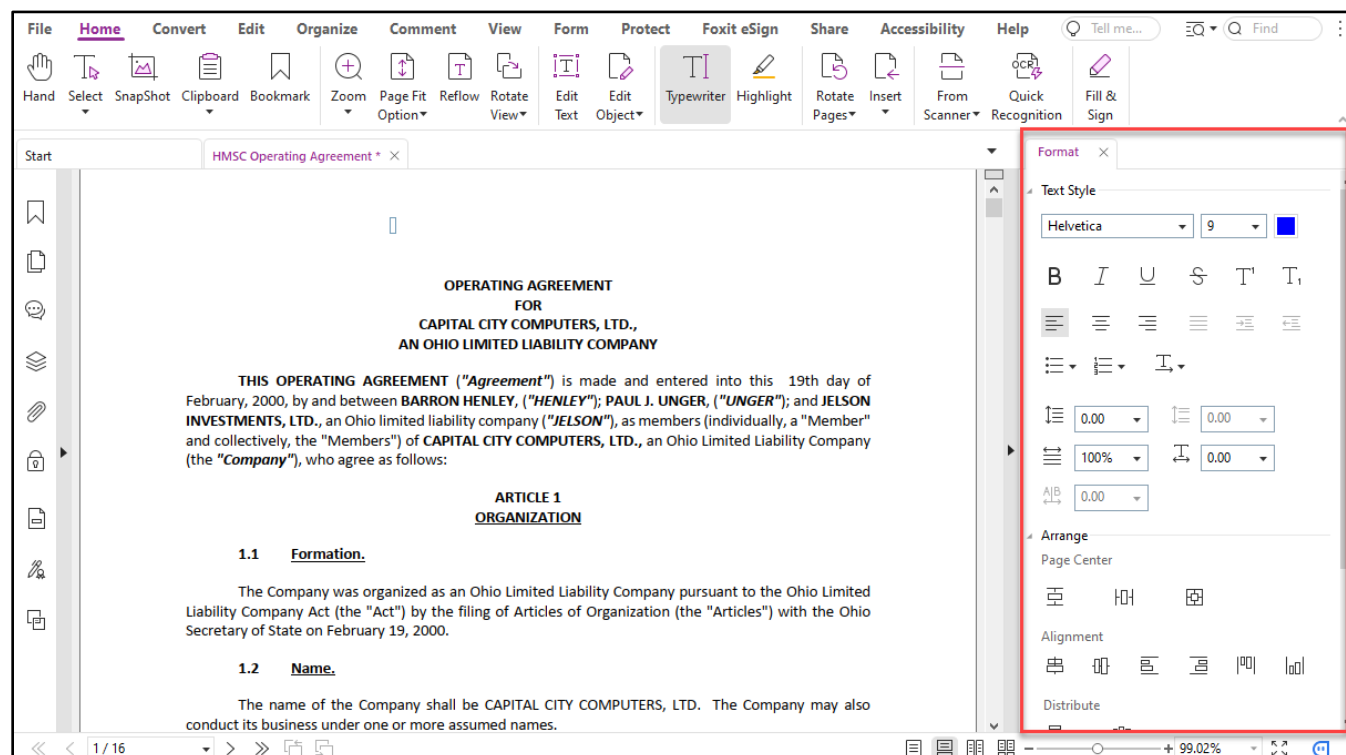 File Home Convert Edit Organize Comment View Form Protect Foxit eSign Share Accessibility Help Tell me... Find
Hand Select SnapShot Clipboard Bookmark Zoom Page Fit Option Reflow Rotate View Edit Text Edit Object Typewriter Highlight Rotate Pages Insert From Scanner Quick Recognition Fill & Sign
Start HMSC Operating Agreement *
OPERATING AGREEMENT
FOR
CAPITAL CITY COMPUTERS, LTD.,
AN OHIO LIMITED LIABILITY COMPANY
THIS OPERATING AGREEMENT ("Agreement") is made and entered into this 19th day of
February, 2000, by and between BARRON HENLEY, ("HENLEY"); PAUL J. UNGER, ("UNGER"); and JELSON
INVESTMENTS, LTD., an Ohio limited liability company ("JELSON"), as members (individually, a "Member"
and collectively, the "Members") of CAPITAL CITY COMPUTERS, LTD., an Ohio Limited Liability Company
(the "Company"), who agree as follows:
ARTICLE 1
ORGANIZATION
1.1 Formation.
The Company was organized as an Ohio Limited Liability Company pursuant to the Ohio Limited
Liability Company Act (the "Act") by the filing of Articles of Organization (the "Articles") with the Ohio
Secretary of State on February 19, 2000.
1.2 Name.
The name of the Company shall be CAPITAL CITY COMPUTERS, LTD. The Company may also
conduct its business under one or more assumed names.
Format
Text Style
Helvetica 9
0.00 0.00
100% 0.00
0.00
Arrange
Page Center
Alignment
Distribute
1 / 16 99.02%